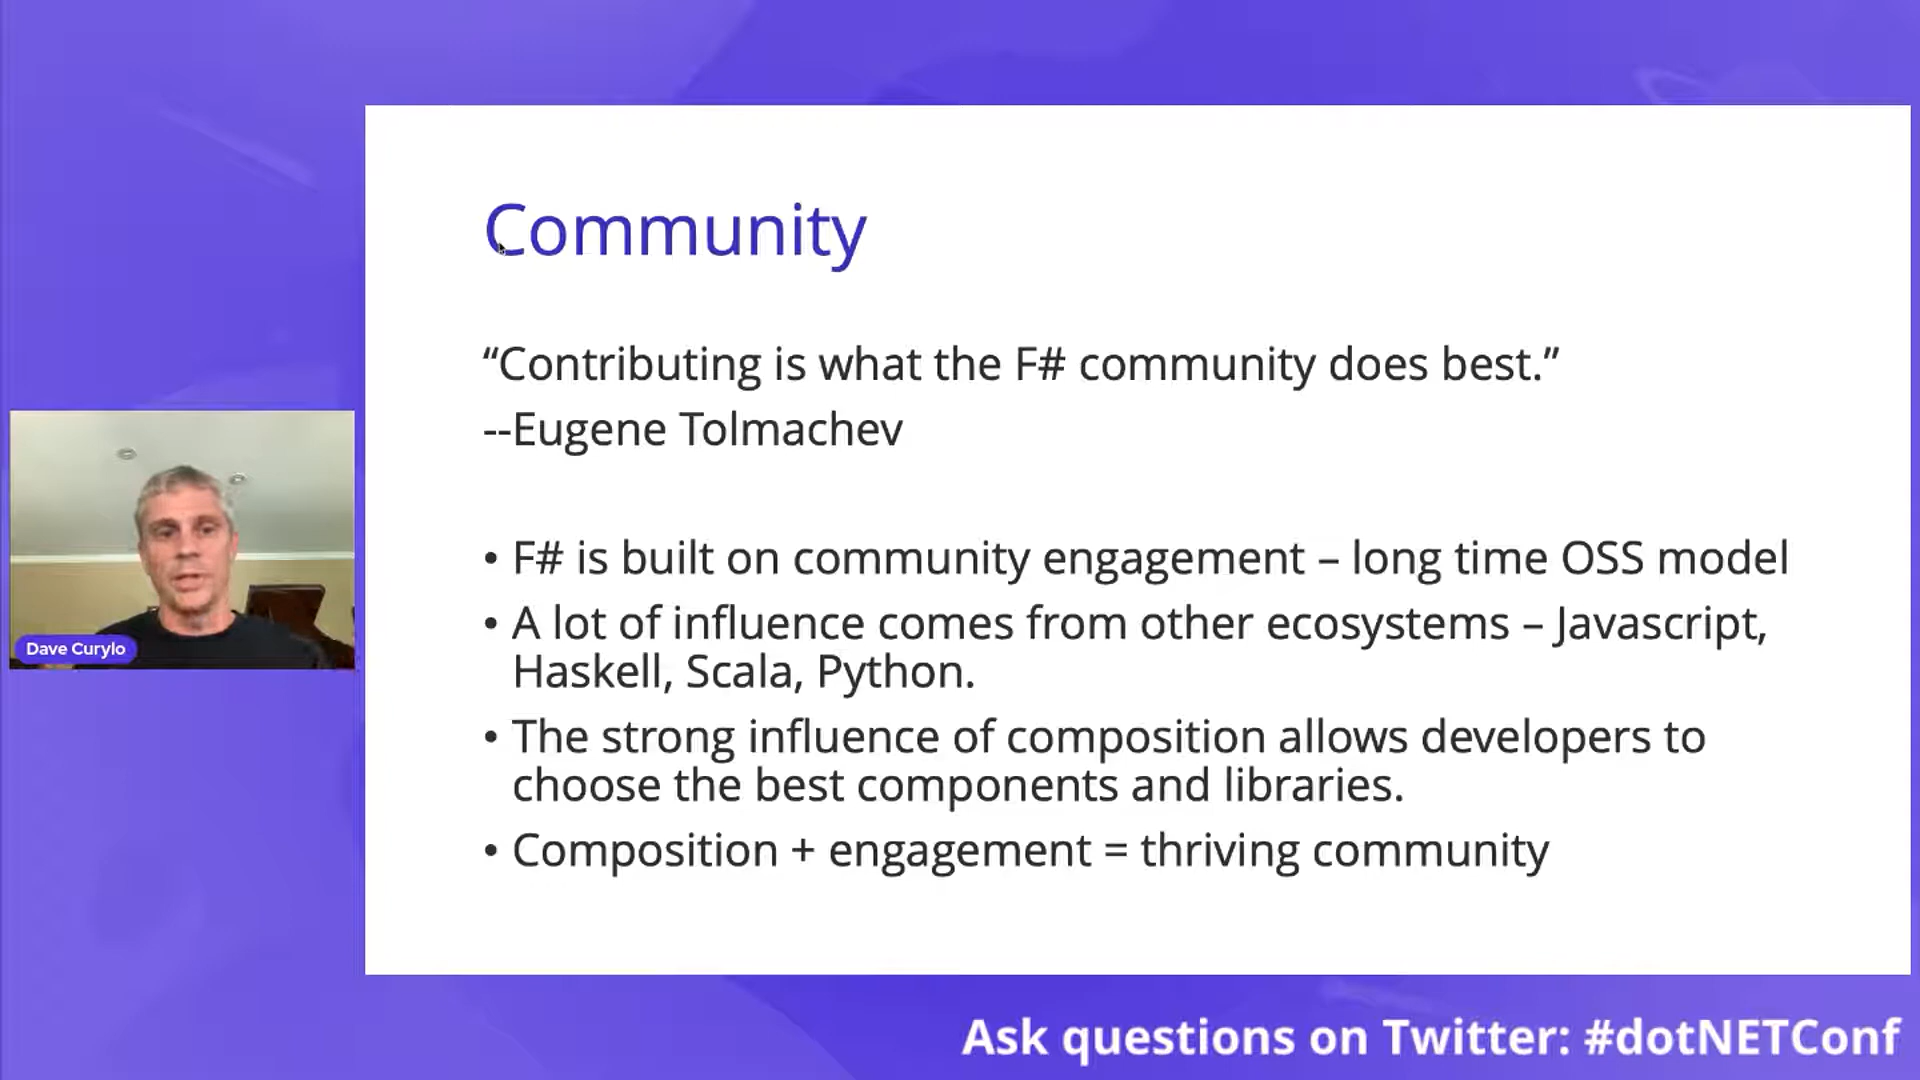 Community
“Contributing is what the F# community does best.”
--Eugene Tolmachev
• F# is built on community engagement – long time OSS model
• A lot of influence comes from other ecosystems – Javascript,
Haskell, Scala, Python.
• The strong influence of composition allows developers to
choose the best components and libraries.
• Composition + engagement = thriving community
Dave Curylo
Ask questions on Twitter: #dotNETConf